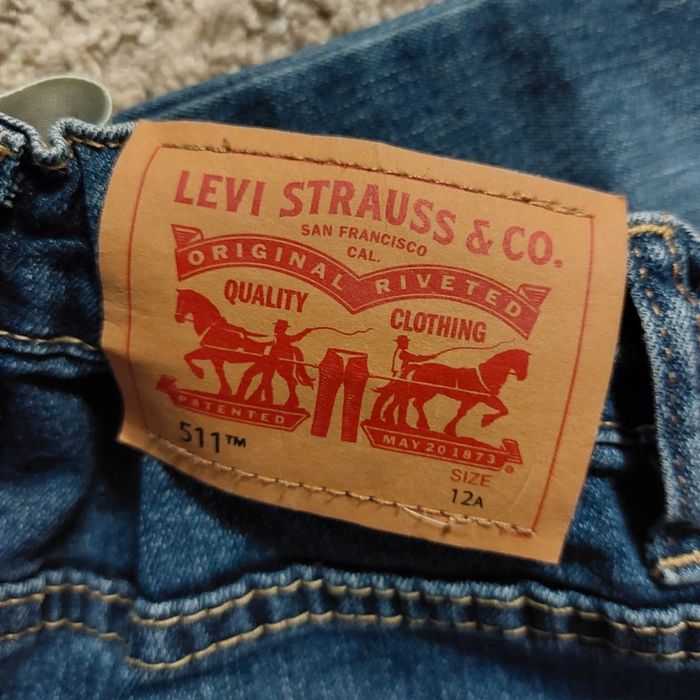 LEVI STRAUSS & CO.
SAN FRANCISCO
CAL.
ORIGINAL RIVETED
QUALITY CLOTHING
PATENTED MAY 20 1873
®
511™
SIZE
12A